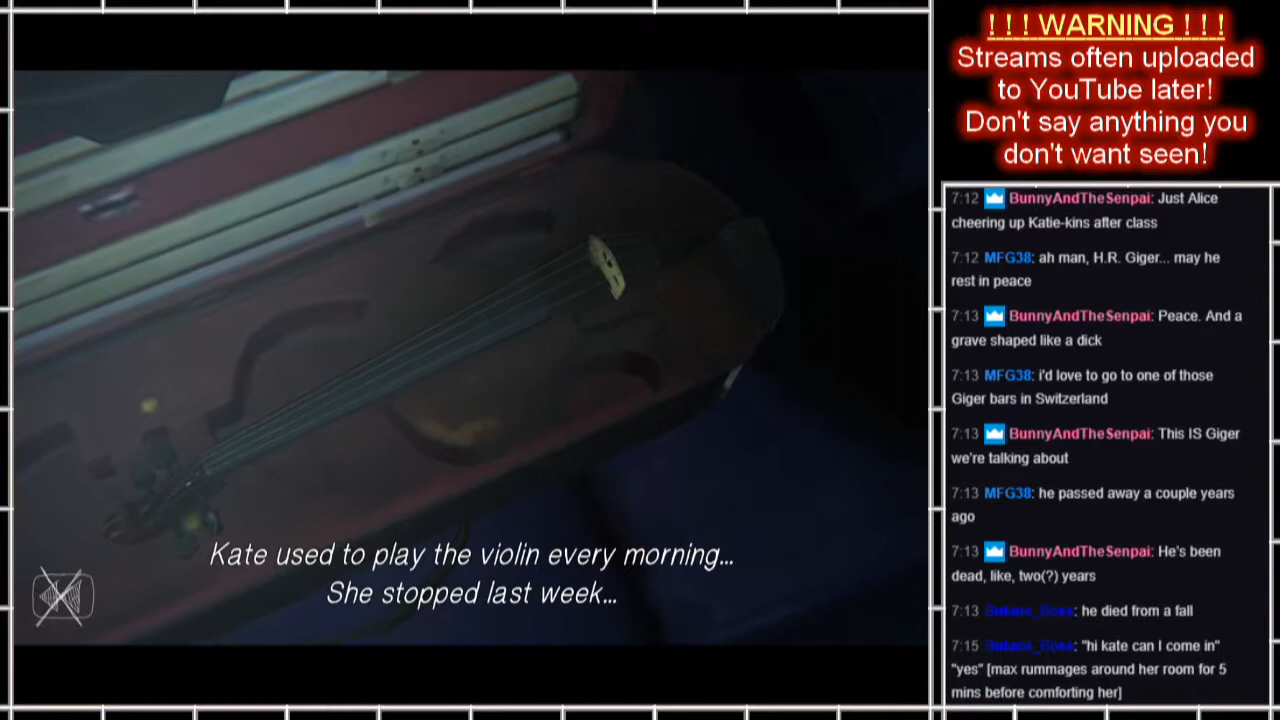 ! ! ! WARNING ! ! !
Streams often uploaded
to YouTube later!
Don't say anything you
don't want seen!
7:12 BunnyAndTheSenpai: Just Alice
cheering up Katie-kins after class
7:12 MFG38: ah man, H.R. Giger... may he
rest in peace
7:13 BunnyAndTheSenpai: Peace. And a
grave shaped like a dick
7:13 MFG38: i'd love to go to one of those
Giger bars in Switzerland
7:13 BunnyAndTheSenpai: This IS Giger
we're talking about
7:13 MFG38: he passed away a couple years
ago
7:13 BunnyAndTheSenpai: He's been
dead, like, two(?) years
7:13 : he died from a fall
7:15 : "hi kate can I come in"
"yes" [max rummages around her room for 5
mins before comforting her]
Kate used to play the violin every morning...
She stopped last week...